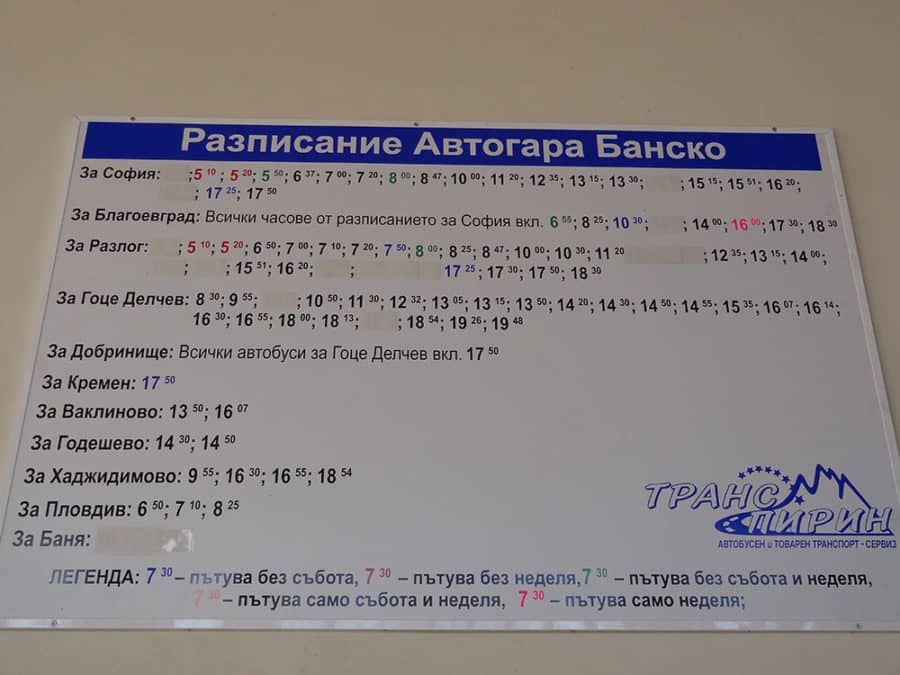 Разписание Автогара Банско
За София: ;5 10; 5 20; 5 50; 6 37; 7 00; 7 20; 8 00; 8 47; 10 00; 11 20; 12 35; 13 15; 13 30; ; 15 15; 15 51; 16 20;
; 17 25; 17 50
За Благоевград: Всички часове от разписанието за София вкл. 6 55; 8 25; 10 30; ; 14 00; 16 00; 17 30; 18 30
За Разлог: ; 5 10; 5 20; 6 50; 7 00; 7 10; 7 20; 7 50; 8 00; 8 25; 8 47; 10 00; 10 30; 11 20 ; 12 35; 13 15; 14 00;
; ; 15 51; 16 20; ; 17 25; 17 30; 17 50; 18 30
За Гоце Делчев: 8 30; 9 55; ; 10 50; 11 30; 12 32; 13 05; 13 15; 13 50; 14 20; 14 30; 14 50; 14 55; 15 35; 16 07; 16 14;
16 30; 16 55; 18 00; 18 13; ; 18 54; 19 26; 19 48
За Добринище: Всички автобуси за Гоце Делчев вкл. 17 50
За Кремен: 17 50
За Ваклиново: 13 50; 16 07
За Годешево: 14 30; 14 50
За Хаджидимово: 9 55; 16 30; 16 55; 18 54
За Пловдив: 6 50; 7 10; 8 25
За Баня:
ТРАНС
ПИРИН
АВТОБУСЕН и ТОВАРЕН ТРАНСПОРТ - СЕРВИЗ
ЛЕГЕНДА: 7 30 – пътува без събота, 7 30 – пътува без неделя, 7 30 – пътува без събота и неделя,
7 30 – пътува само събота и неделя, 7 30 – пътува само неделя;